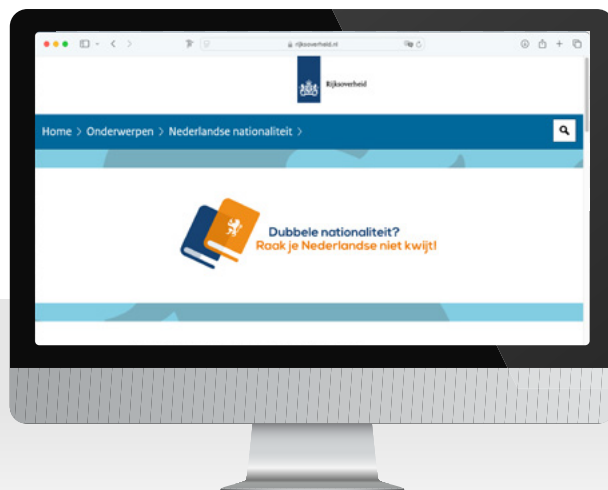 rijksoverheid.nl
Rijksoverheid
Home > Onderwerpen > Nederlandse nationaliteit >
Dubbele nationaliteit?
Raak je Nederlandse niet kwijt!